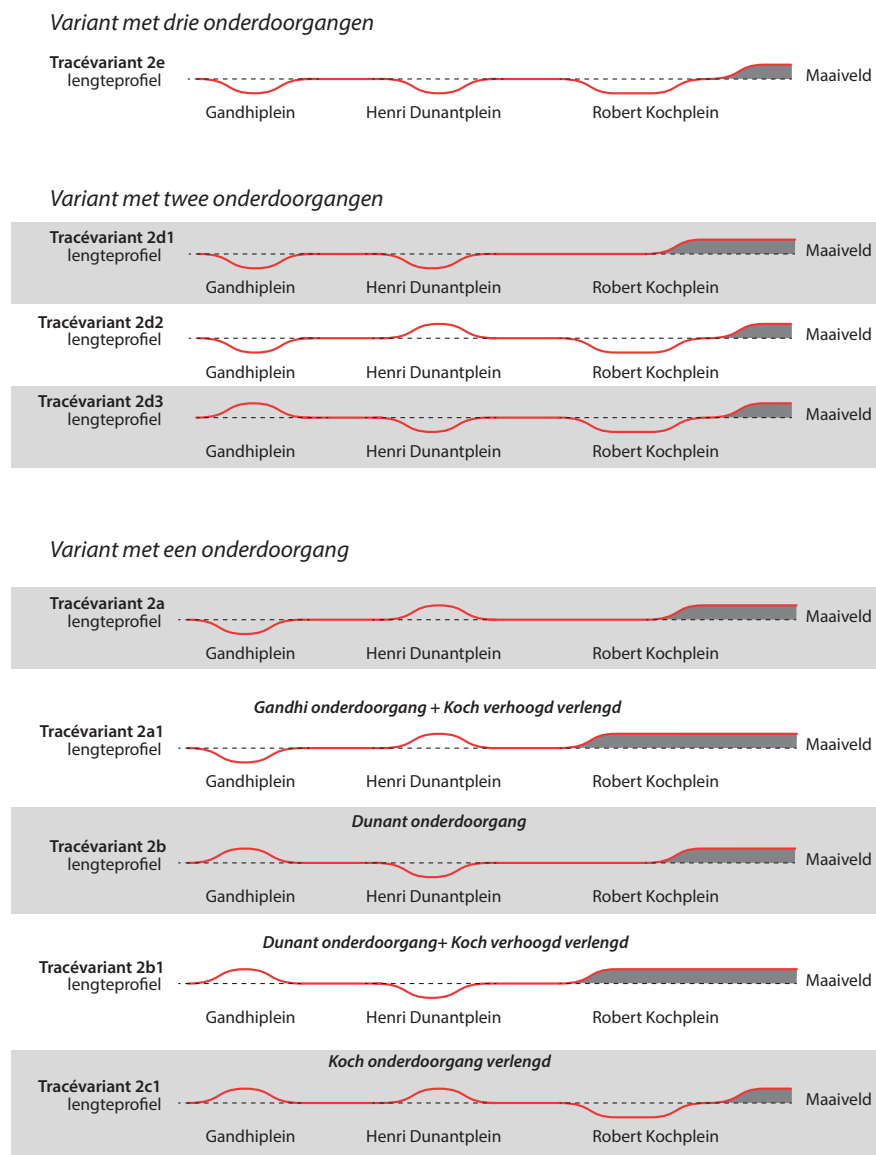 Variant met drie onderdoorgangen
Tracévariant 2e
lengteprofiel
Maaiveld
Gandhiplein Henri Dunantplein Robert Kochplein
Variant met twee onderdoorgangen
Tracévariant 2d1
lengteprofiel
Maaiveld
Gandhiplein Henri Dunantplein Robert Kochplein
Tracévariant 2d2
lengteprofiel
Maaiveld
Gandhiplein Henri Dunantplein Robert Kochplein
Tracévariant 2d3
lengteprofiel
Maaiveld
Gandhiplein Henri Dunantplein Robert Kochplein
Variant met een onderdoorgang
Tracévariant 2a
lengteprofiel
Maaiveld
Gandhiplein Henri Dunantplein Robert Kochplein
Gandhi onderdoorgang + Koch verhoogd verlengd
Tracévariant 2a1
lengteprofiel
Maaiveld
Gandhiplein Henri Dunantplein Robert Kochplein
Dunant onderdoorgang
Tracévariant 2b
lengteprofiel
Maaiveld
Gandhiplein Henri Dunantplein Robert Kochplein
Dunant onderdoorgang+ Koch verhoogd verlengd
Tracévariant 2b1
lengteprofiel
Maaiveld
Gandhiplein Henri Dunantplein Robert Kochplein
Koch onderdoorgang verlengd
Tracévariant 2c1
lengteprofiel
Maaiveld
Gandhiplein Henri Dunantplein Robert Kochplein